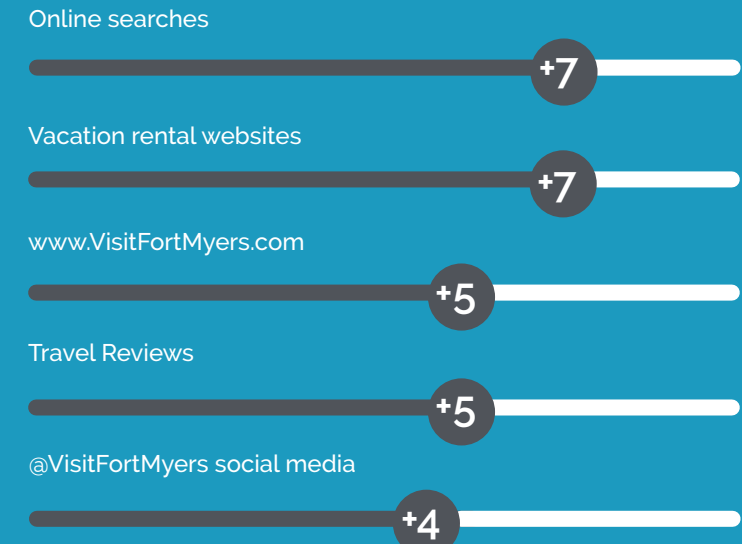 Online searches
+7
Vacation rental websites
+7
www.VisitFortMyers.com
+5
Travel Reviews
+5
@VisitFortMyers social media
+4